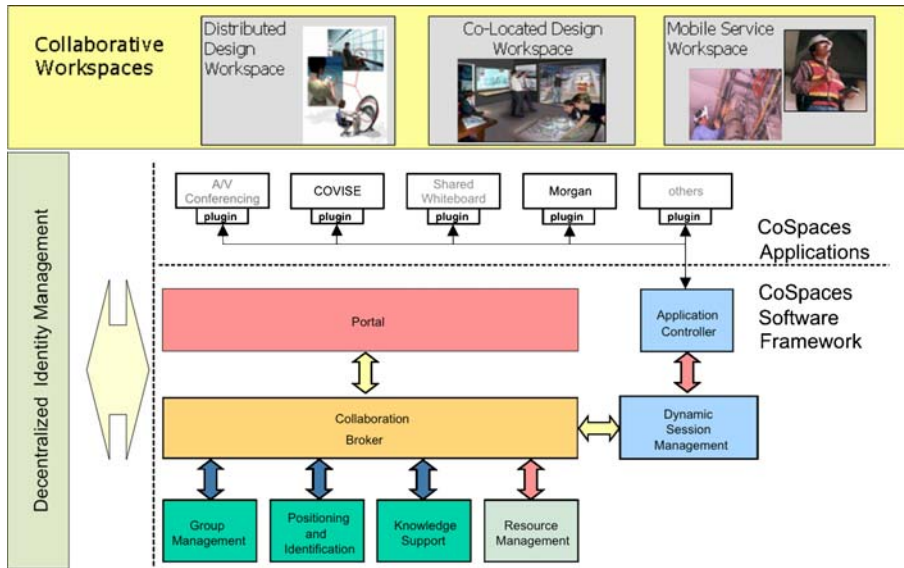 Collaborative
Workspaces
Distributed
Design
Workspace
Co-Located Design
Workspace
Mobile Service
Workspace
Decentralized Identity Management
A/V
Conferencing
plugin
COVISE
plugin
Shared
Whiteboard
plugin
Morgan
plugin
others
plugin
CoSpaces
Applications
CoSpaces
Software
Framework
Portal
Application
Controller
Collaboration
Broker
Dynamic
Session
Management
Group
Management
Positioning
and
Identification
Knowledge
Support
Resource
Management